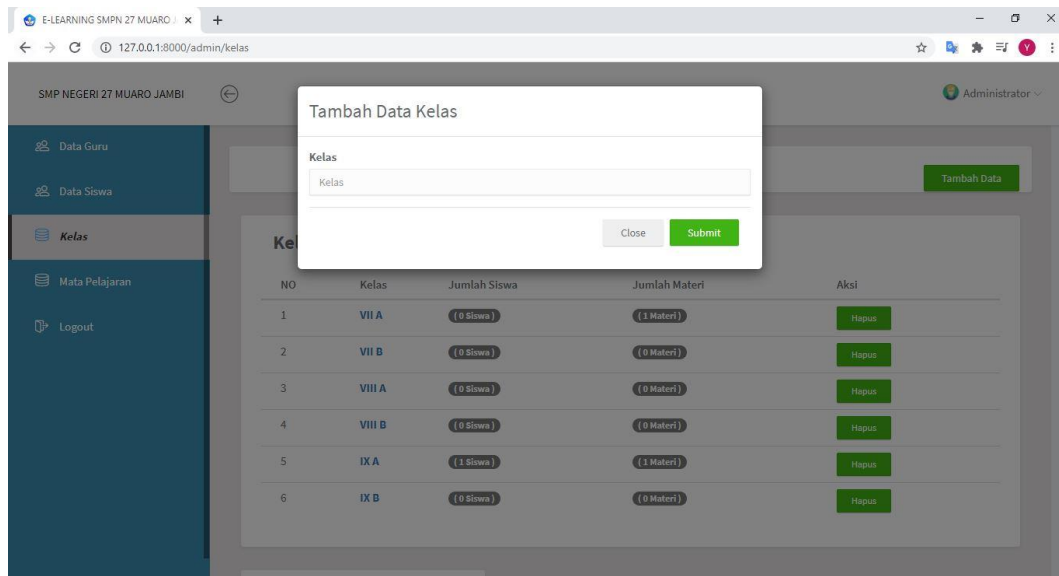 E-LEARNING SMPN 27 MUARO J
127.0.0.1:8000/admin/kelas
Y
SMP NEGERI 27 MUARO JAMBI
Administrator
Data Guru
Data Siswa
Kelas
Mata Pelajaran
Logout
Tambah Data
Tambah Data Kelas
Kelas
Kelas
Close Submit
Kel
NO Kelas Jumlah Siswa Jumlah Materi Aksi
1 VII A ( 0 Siswa ) ( 1 Materi ) Hapus
2 VII B ( 0 Siswa ) ( 0 Materi ) Hapus
3 VIII A ( 0 Siswa ) ( 0 Materi ) Hapus
4 VIII B ( 0 Siswa ) ( 0 Materi ) Hapus
5 IX A ( 1 Siswa ) ( 1 Materi ) Hapus
6 IX B ( 0 Siswa ) ( 0 Materi ) Hapus